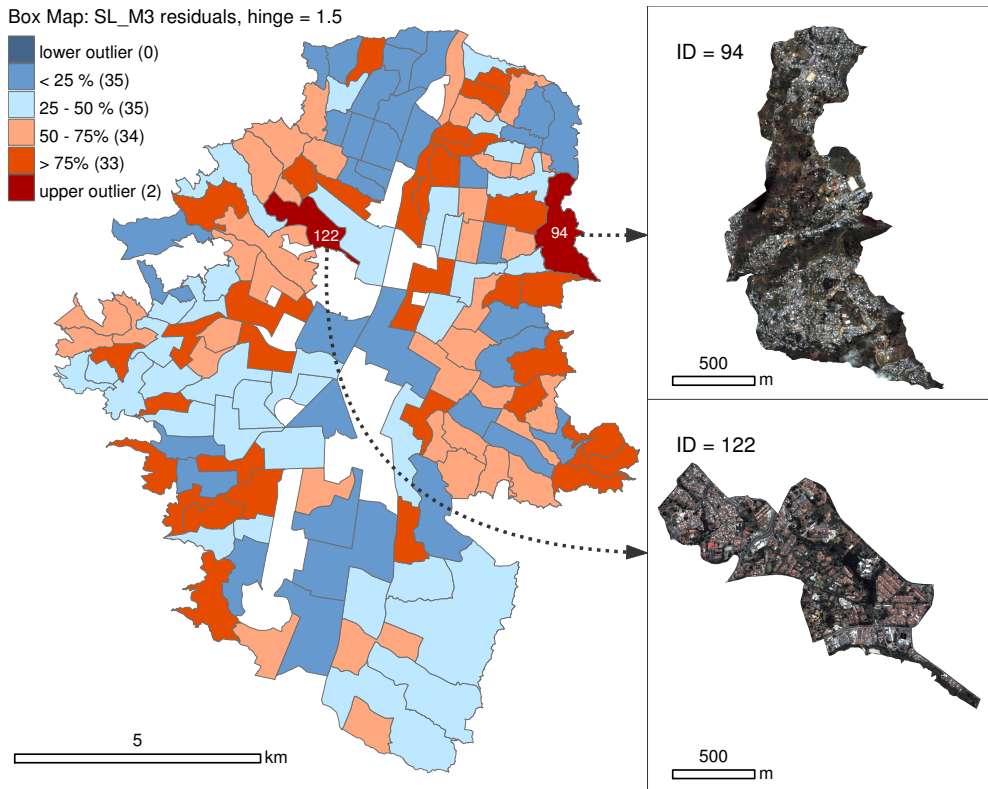 Box Map: SL_M3 residuals, hinge = 1.5
lower outlier (0)
< 25 % (35)
25 - 50 % (35)
50 - 75% (34)
> 75% (33)
upper outlier (2)
122
94
5
km
ID = 94
500
m
ID = 122
500
m